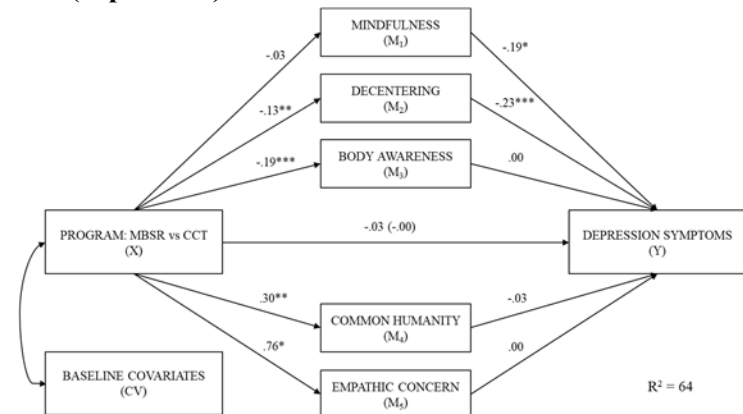 MINDFULNESS
(M₁)
-.03
-.19*
DECENTERING
(M₂)
-.13**
-.23***
BODY AWARENESS
(M₃)
-.19***
.00
PROGRAM: MBSR vs CCT
(X)
-.03 (-.00)
DEPRESSION SYMPTOMS
(Y)
.30**
-.03
COMMON HUMANITY
(M₄)
.76*
.00
BASELINE COVARIATES
(CV)
EMPATHIC CONCERN
(M₅)
R² = 64